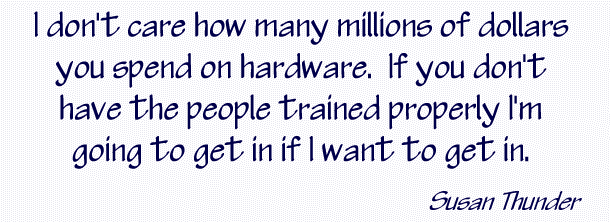 I don't care how many millions of dollars
you spend on hardware. If you don't
have the people trained properly I'm
going to get in if I want to get in.
Susan Thunder